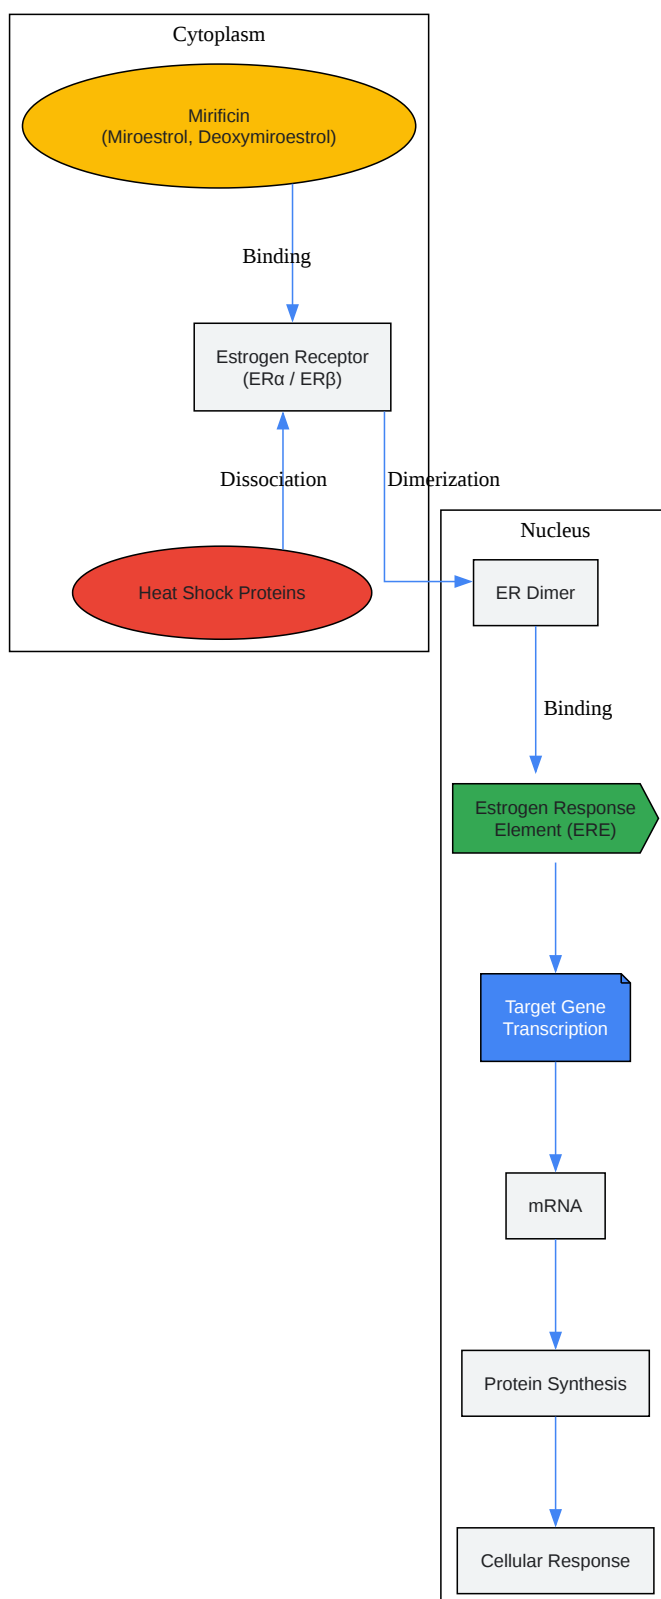 Cytoplasm
Mirificin
(Miroestrol, Deoxymiroestrol)
Binding
Estrogen Receptor
(ERα / ERβ)
Dissociation
Dimerization
Heat Shock Proteins
Nucleus
ER Dimer
Binding
Estrogen Response
Element (ERE)
Target Gene
Transcription
mRNA
Protein Synthesis
Cellular Response